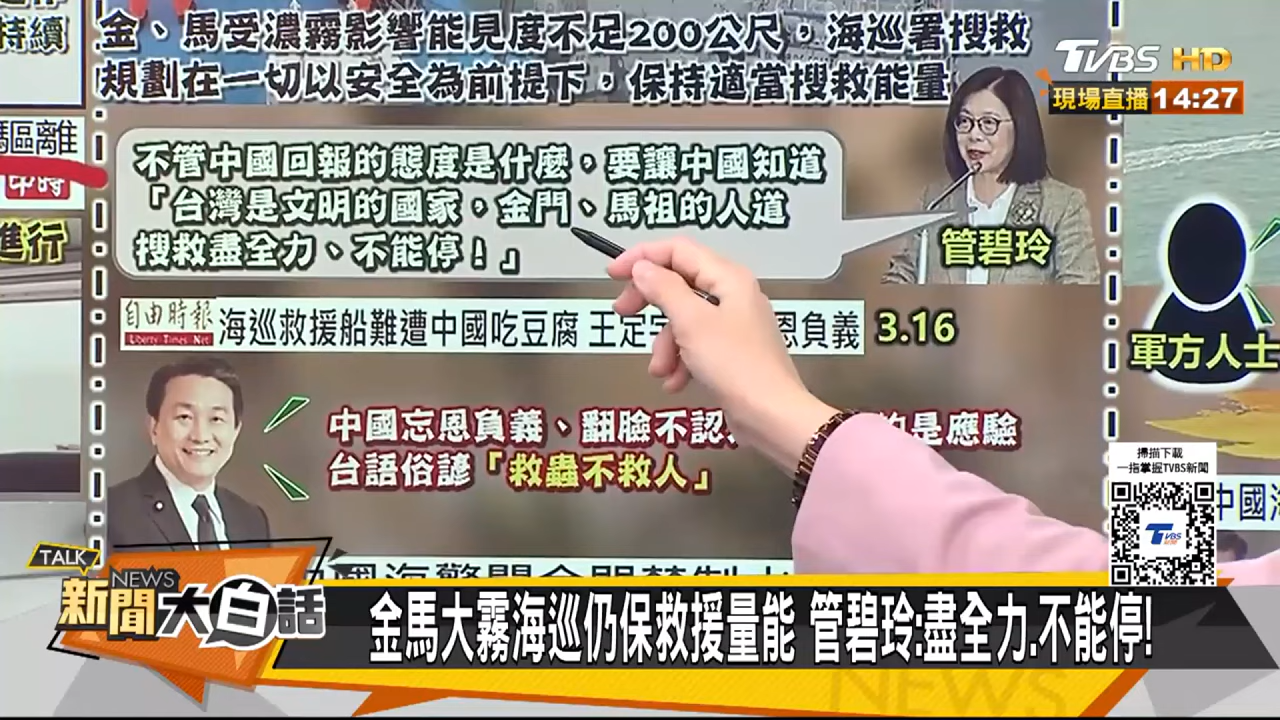 持續
金、馬受濃霧影響能見度不足200公尺，海巡署搜救
規劃在一切以安全為前提下，保持適當搜救能量
TVBS HD
現場直播 14:27
區離
即時
進行
不管中國回報的態度是什麼，要讓中國知道
「台灣是文明的國家，金門、馬祖的人道
搜救盡全力、不能停！」
管碧玲
自由時報
Liberty Times Net
海巡救援船難遭中國吃豆腐 王定
恩負義
3.16
軍方人士
中國忘恩負義、翻臉不認
是應驗
台語俗諺「救蟲不救人」
掃描下載
一指掌握TVBS新聞
TVBS
新聞
中國海
TALK
NEWS
新聞大白話
金馬大霧海巡仍保救援量能 管碧玲:盡全力.不能停!
NEWS